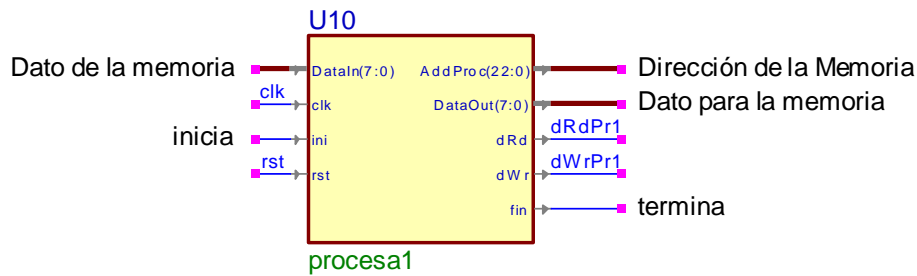 U10
Dato de la memoria DataIn(7:0) AddProc(22:0) Dirección de la Memoria
clk clk DataOut(7:0) Dato para la memoria
inicia ini dRd dRdPr1
rst rst dWr dWrPr1
fin termina
procesa1